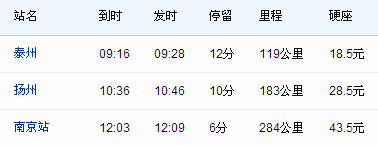 站名 到时 发时 停留 里程 硬座
泰州 09:16 09:28 12分 119公里 18.5元
扬州 10:36 10:46 10分 183公里 28.5元
南京站 12:03 12:09 6分 284公里 43.5元